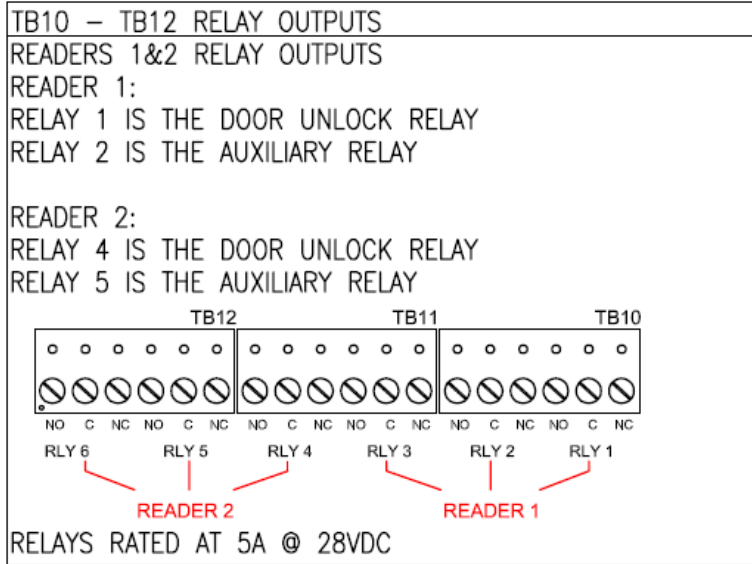 TB10 – TB12 RELAY OUTPUTS
READERS 1&2 RELAY OUTPUTS
READER 1:
RELAY 1 IS THE DOOR UNLOCK RELAY
RELAY 2 IS THE AUXILIARY RELAY
READER 2:
RELAY 4 IS THE DOOR UNLOCK RELAY
RELAY 5 IS THE AUXILIARY RELAY
TB12 TB11 TB10
NO C NC NO C NC NO C NC NO C NC NO C NC NO C NC
RLY 6 RLY 5 RLY 4 RLY 3 RLY 2 RLY 1
READER 2 READER 1
RELAYS RATED AT 5A @ 28VDC